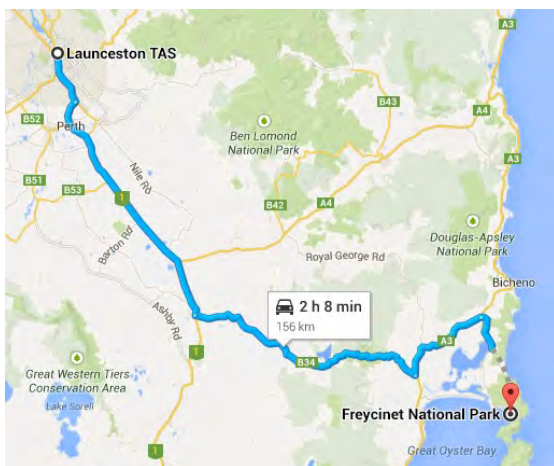 A3
Launceston TAS
B43
A4
B52
Perth
Ben Lomond
National Park
A3
B51
B53
Nile Rd
1
B42
A4
Barton Rd
Douglas-Apsley
National Park
Royal George Rd
Bicheno
Ashby Rd
2 h 8 min
156 km
1
A3
B34
Great Western Tiers
Conservation Area
Lake Sorell
Freycinet National Park
1
Great Oyster Bay